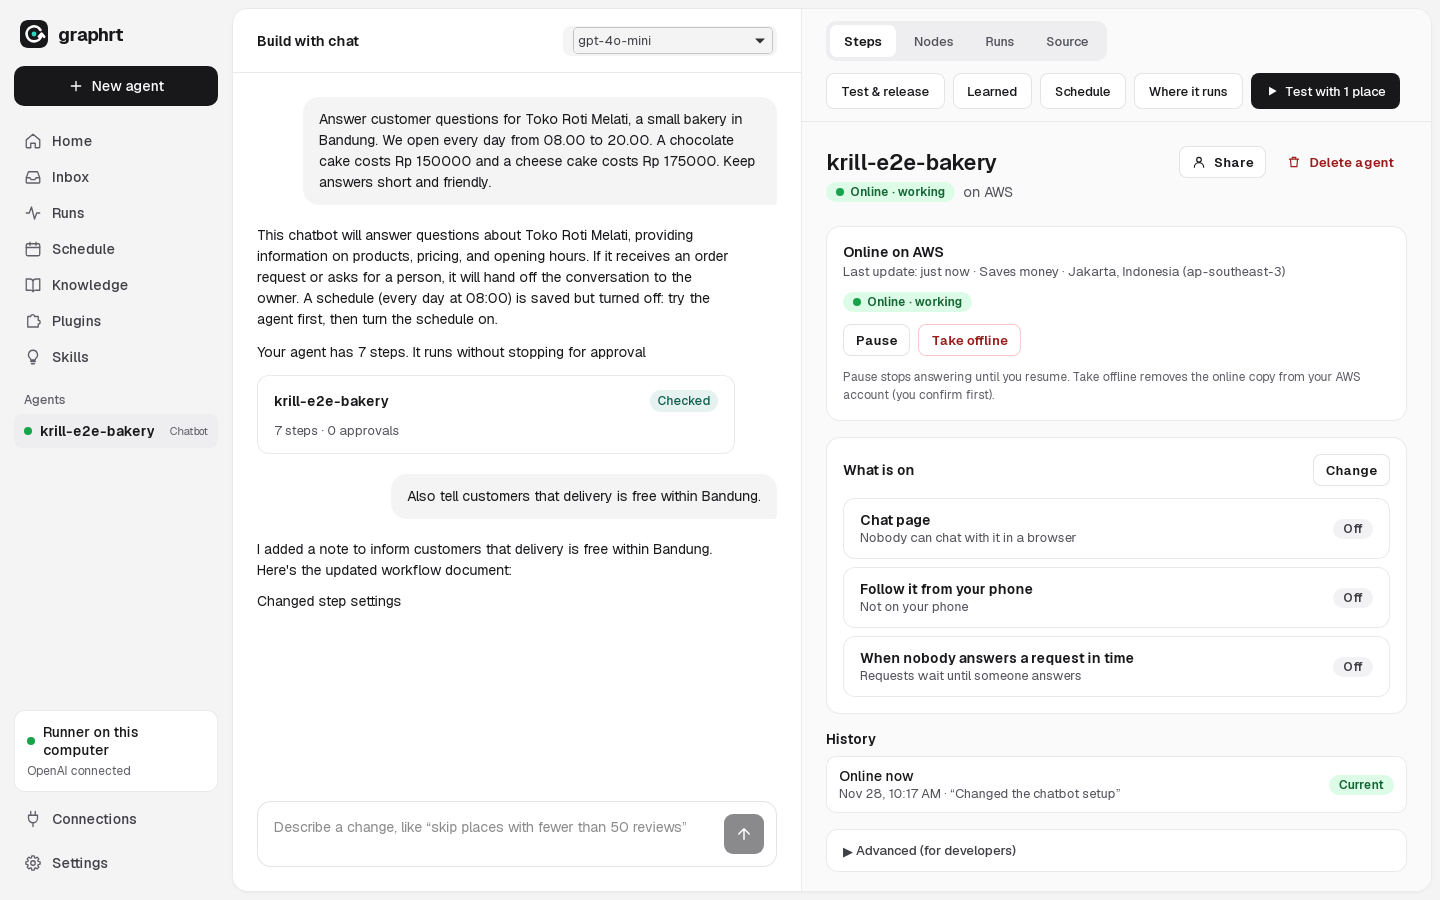 graphrt
New agent
Home
Inbox
Runs
Schedule
Knowledge
Plugins
Skills
Agents
krill-e2e-bakery Chatbot
Runner on this
computer
OpenAI connected
Connections
Settings
Build with chat
gpt-4o-mini
Answer customer questions for Toko Roti Melati, a small bakery in
Bandung. We open every day from 08.00 to 20.00. A chocolate
cake costs Rp 150000 and a cheese cake costs Rp 175000. Keep
answers short and friendly.
This chatbot will answer questions about Toko Roti Melati, providing
information on products, pricing, and opening hours. If it receives an order
request or asks for a person, it will hand off the conversation to the
owner. A schedule (every day at 08:00) is saved but turned off: try the
agent first, then turn the schedule on.
Your agent has 7 steps. It runs without stopping for approval
krill-e2e-bakery Checked
7 steps · 0 approvals
Also tell customers that delivery is free within Bandung.
I added a note to inform customers that delivery is free within Bandung.
Here's the updated workflow document:
Changed step settings
Describe a change, like “skip places with fewer than 50 reviews”
Steps Nodes Runs Source
Test & release Learned Schedule Where it runs Test with 1 place
krill-e2e-bakery Share Delete agent
Online · working on AWS
Online on AWS
Last update: just now · Saves money · Jakarta, Indonesia (ap-southeast-3)
Online · working
Pause Take offline
Pause stops answering until you resume. Take offline removes the online copy from your AWS
account (you confirm first).
What is on Change
Chat page
Nobody can chat with it in a browser
Off
Follow it from your phone
Not on your phone
Off
When nobody answers a request in time
Requests wait until someone answers
Off
History
Online now
Nov 28, 10:17 AM · “Changed the chatbot setup”
Current
Advanced (for developers)